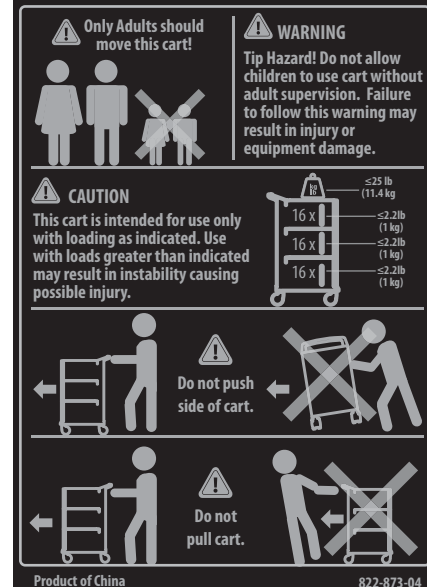 Only Adults should
move this cart!
WARNING
Tip Hazard! Do not allow
children to use cart without
adult supervision. Failure
to follow this warning may
result in injury or
equipment damage.
CAUTION
This cart is intended for use only
with loading as indicated. Use
with loads greater than indicated
may result in instability causing
possible injury.
kg
lb
≤25 lb
(11.4 kg
16 x
≤2.2lb
(1 kg)
16 x
≤2.2lb
(1 kg)
16 x
≤2.2lb
(1 kg)
Do not push
side of cart.
Do not
pull cart.
Product of China
822-873-04